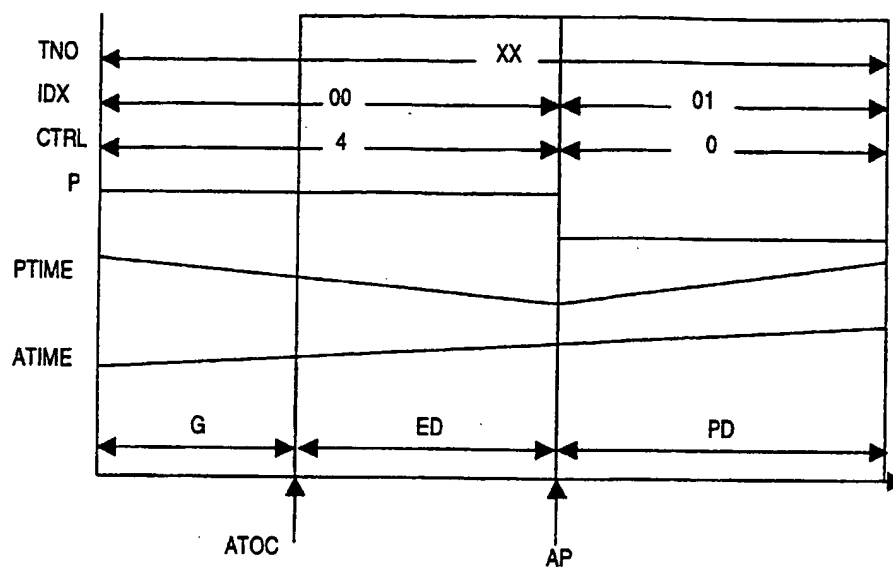 TNO XX
IDX 00 01
CTRL 4 0
P
PTIME
ATIME
G ED PD
ATOC AP